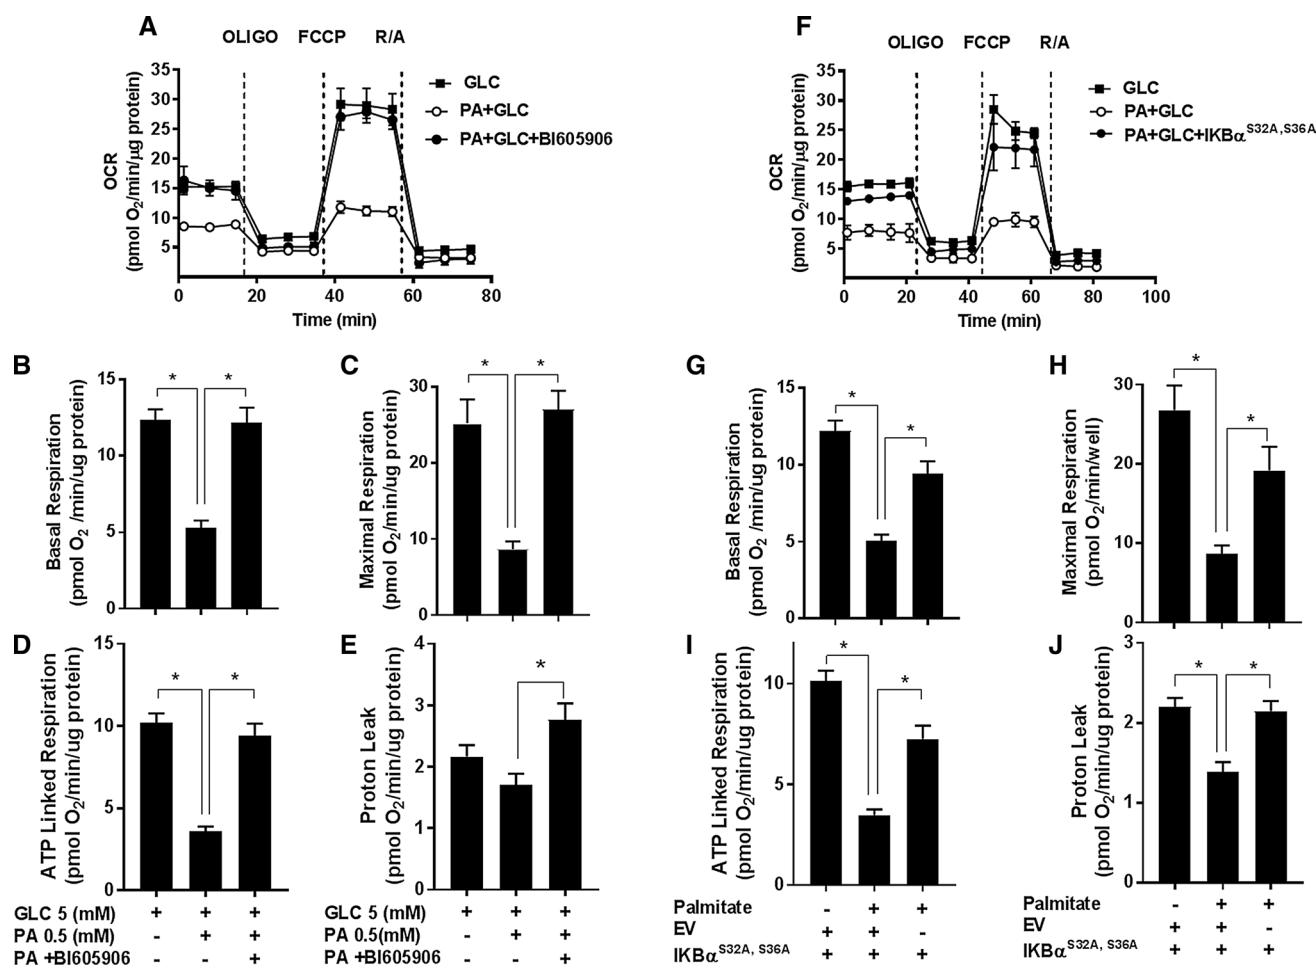 A
OLIGO FCCP R/A
35
30
25
20
15
10
5
0 20 40 60 80
OCR
(pmol O2/min/µg protein)
Time (min)
GLC
PA+GLC
PA+GLC+BI605906
F
OLIGO FCCP R/A
35
30
25
20
15
10
5
0 20 40 60 80 100
OCR
(pmol O2/min/µg protein)
Time (min)
GLC
PA+GLC
PA+GLC+IKBαS32A,S36A
B
15
10
5
0
Basal Respiration
(pmol O2 /min/ug protein)
* *
C
30
20
10
0
Maximal Respiration
(pmol O2/min/ug protein)
* *
G
15
10
5
0
Basal Respiration
(pmol O2 /min/ug protein)
* *
H
30
20
10
0
Maximal Respiration
(pmol O2/min/well)
* *
D
15
10
5
0
ATP Linked Respiration
(pmol O2/min/ug protein)
* *
E
4
3
2
1
0
Proton Leak
(pmol O2/min/ug protein)
*
I
10
5
0
ATP Linked Respiration
(pmol O2/min/ug protein)
* *
J
3
2
1
0
Proton Leak
(pmol O2/min/ug protein)
* *
GLC 5 (mM) + + +
PA 0.5 (mM) - + +
PA +BI605906 - - +
GLC 5 (mM) + + +
PA 0.5(mM) - + +
PA +BI605906 - - +
Palmitate - + +
EV + + -
IKBαS32A, S36A + + +
Palmitate - + +
EV + + -
IKBαS32A, S36A + + -